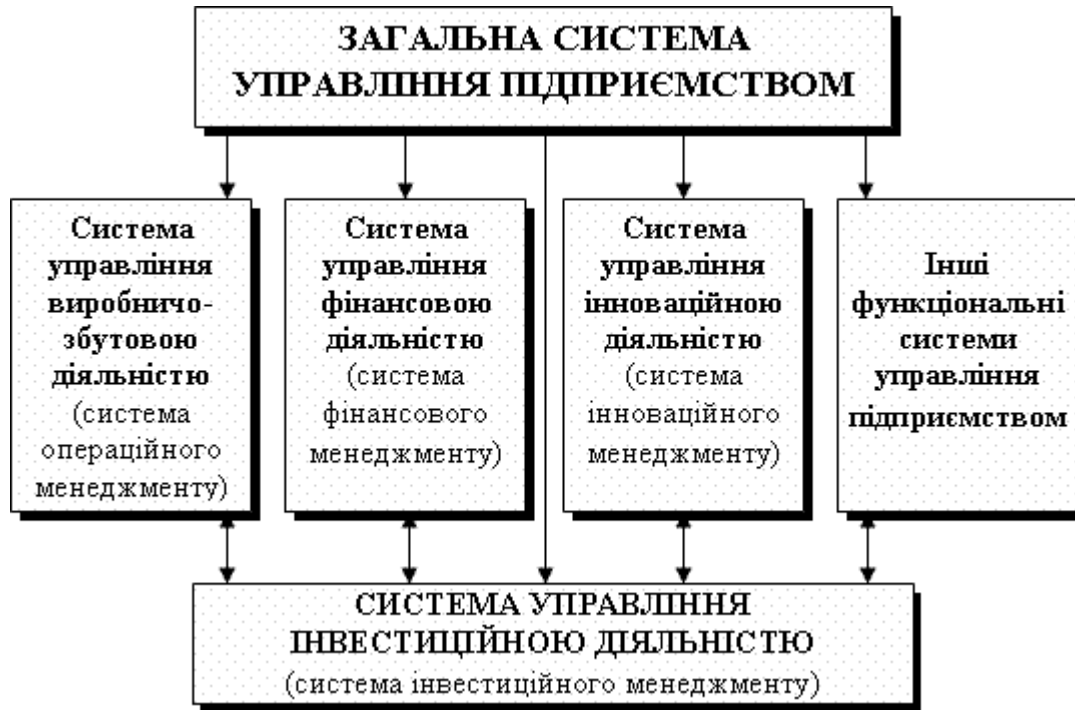 ЗАГАЛЬНА СИСТЕМА
УПРАВЛІННЯ ПІДПРИЄМСТВОМ
Система
управління
виробничо-
збутовою
діяльністю
(система
операційного
менеджменту)
Система
управління
фінансовою
діяльністю
(система
фінансового
менеджменту)
Система
управління
інноваційною
діяльністю
(система
інноваційного
менеджменту)
Інші
функціональні
системи
управління
підприємством
СИСТЕМА УПРАВЛІННЯ
ІНВЕСТИЦІЙНОЮ ДІЯЛЬНІСТЮ
(система інвестиційного менеджменту)